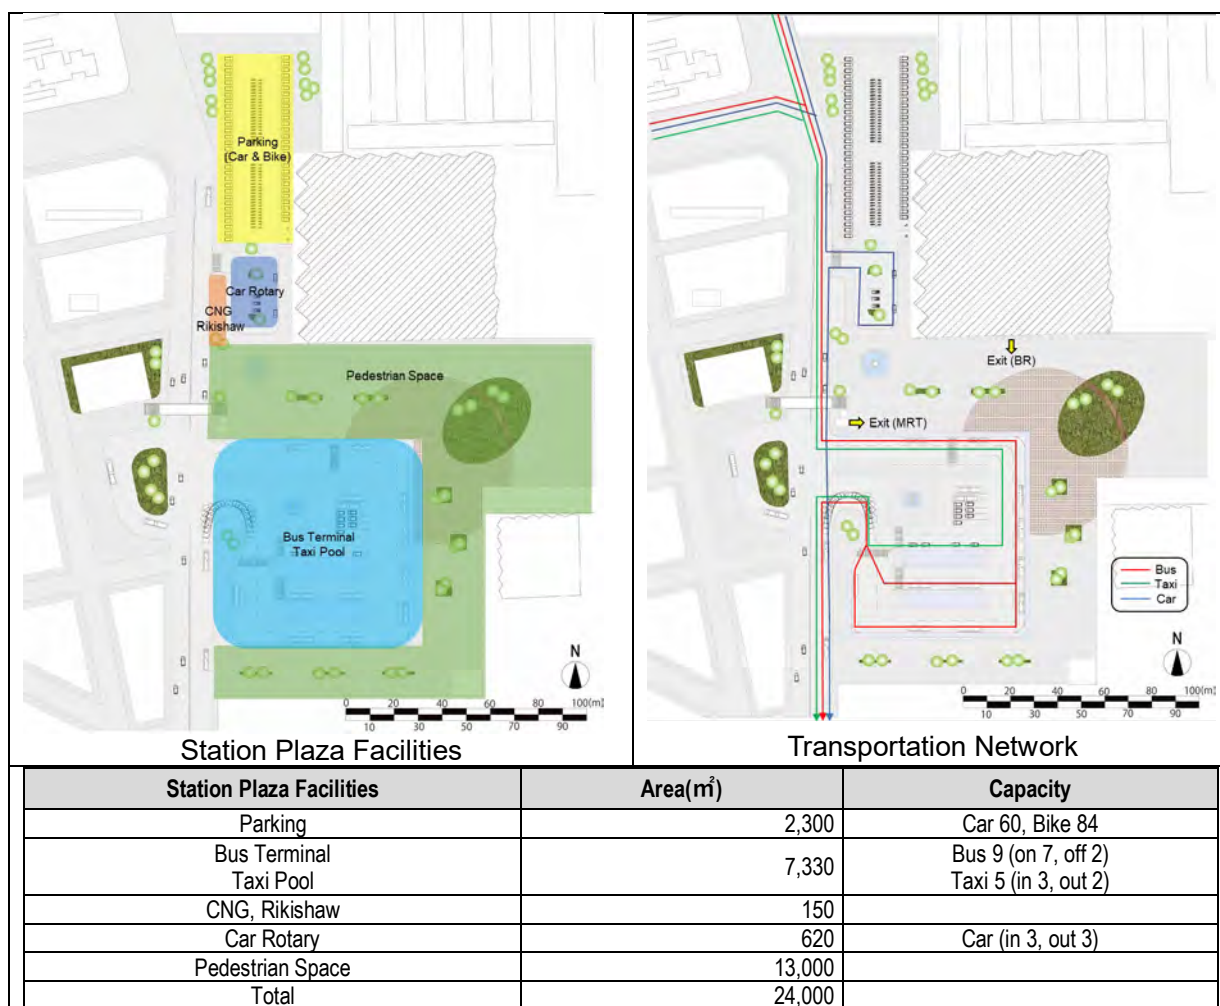 Parking
(Car & Bike)
Car Rotary
CNG
Rikishaw
Pedestrian Space
Bus Terminal
Taxi Pool
N
0 20 40 60 80 100(m)
10 30 50 70 90
Station Plaza Facilities
Exit (BR)
Exit (MRT)
Bus
Taxi
Car
N
0 20 40 60 80 100(m)
10 30 50 70 90
Transportation Network
Station Plaza Facilities Area(㎡) Capacity
Parking 2,300 Car 60, Bike 84
Bus Terminal
Taxi Pool 7,330 Bus 9 (on 7, off 2)
Taxi 5 (in 3, out 2)
CNG, Rikishaw 150
Car Rotary 620 Car (in 3, out 3)
Pedestrian Space 13,000
Total 24,000